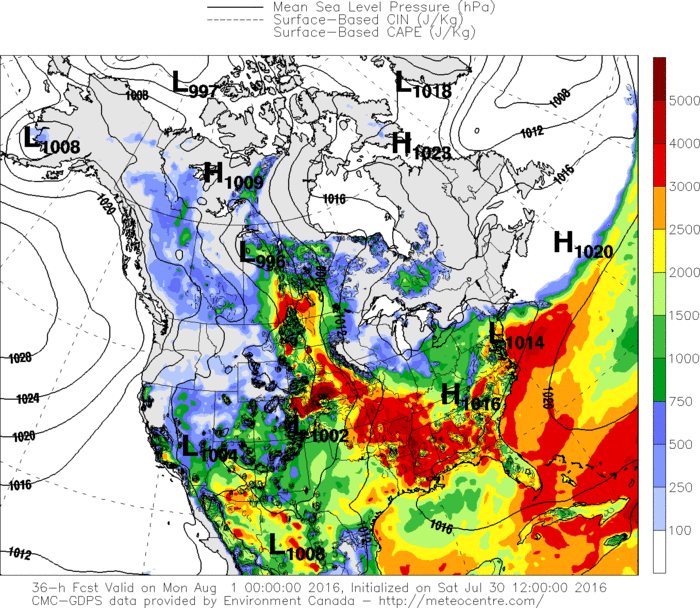 Mean Sea Level Pressure (hPa)
Surface-Based CIN (J/Kg)
Surface-Based CAPE (J/Kg)
L997
L1018
1008
1008
L1008
1012
H1023
H1009
1016
1016
1020
L996
H1020
1028
L1014
1024
H1016
1020
1020
L1002
L1004
1016
1016
L1008
1012
5000
4000
3000
2500
2000
1500
1000
750
500
250
100
36-h Fcst Valid on Mon Aug 1 00:00:00 2016, Initialized on Sat Jul 30 12:00:00 2016
CMC-GDPS data provided by Environment Canada - http://meteocentre.com/